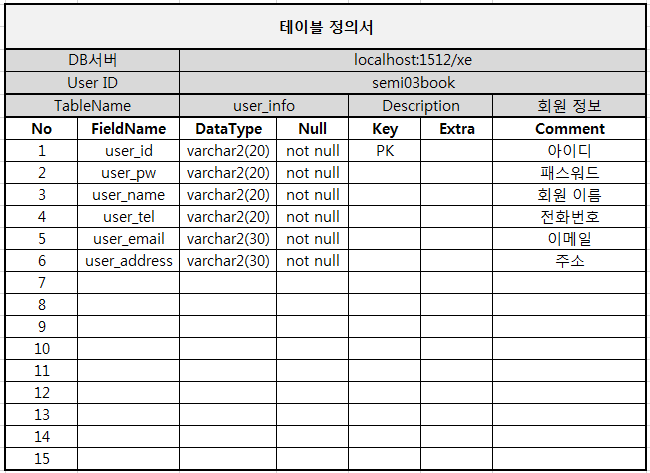 테이블 정의서
DB서버 localhost:1512/xe
User ID semi03book
TableName user_info Description 회원 정보
No FieldName DataType Null Key Extra Comment
1 user_id varchar2(20) not null PK 아이디
2 user_pw varchar2(20) not null 패스워드
3 user_name varchar2(20) not null 회원 이름
4 user_tel varchar2(20) not null 전화번호
5 user_email varchar2(30) not null 이메일
6 user_address varchar2(30) not null 주소
7
8
9
10
11
12
13
14
15